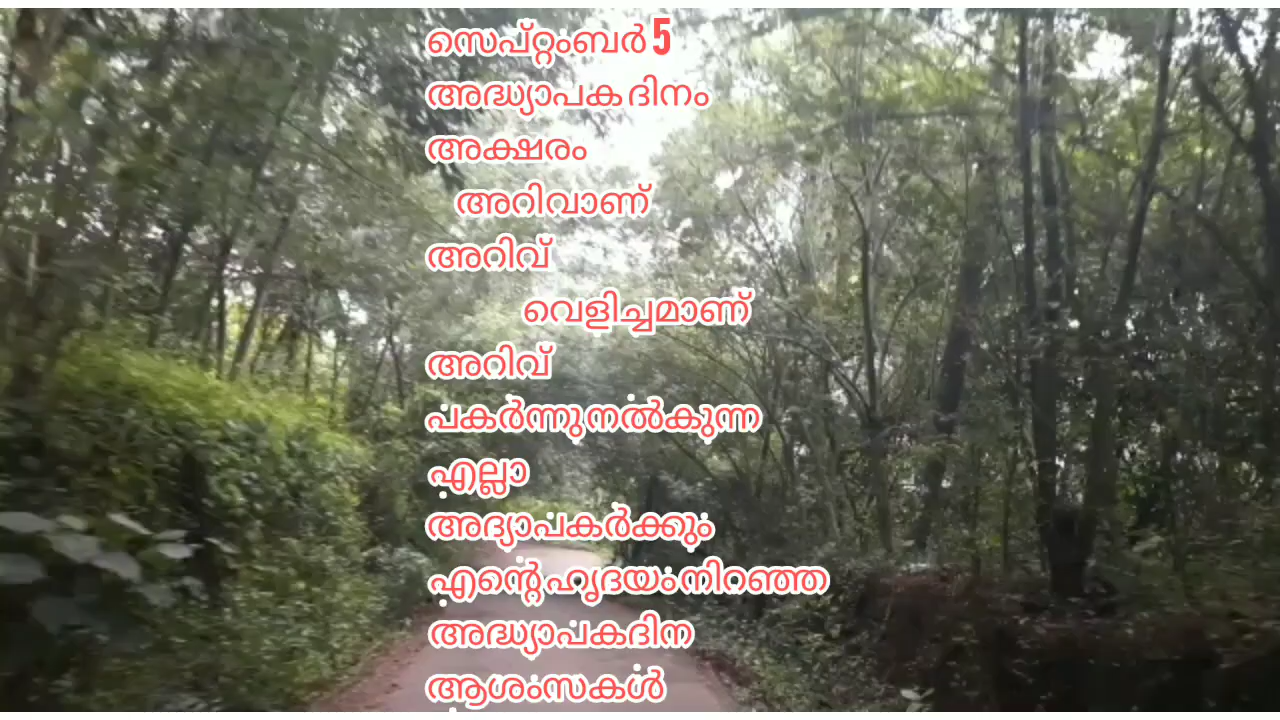 സെപ്റ്റംബർ 5
അദ്ധ്യാപകദിനം
അക്ഷരം
അറിവാണ്
അറിവ്
വെളിച്ചമാണ്
അറിവ്
പകർന്നുനൽകുന്ന
എല്ലാ
അദ്യാപകർക്കും
എന്റെ ഹൃദയംനിറഞ്ഞ
അദ്ധ്യാപകദിന
ആശംസകൾ